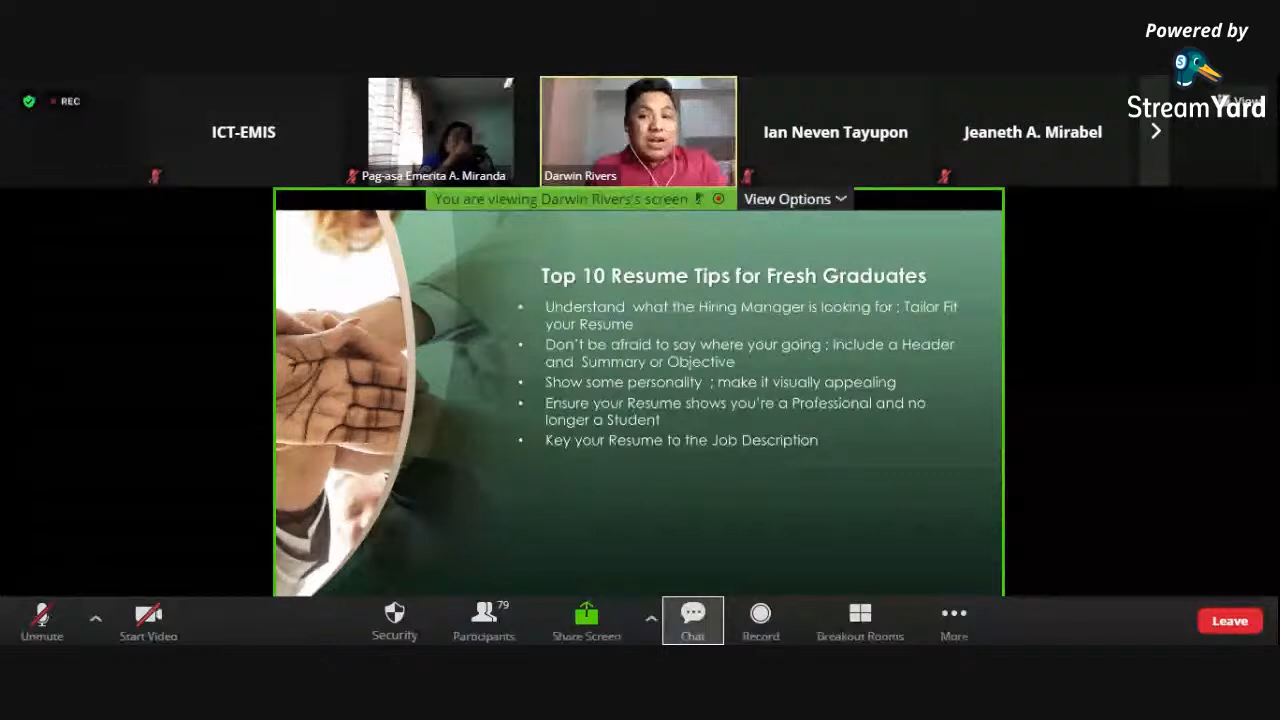 Powered by
StreamYard
REC
View
ICT-EMIS
Pag-asa Emerita A. Miranda
Darwin Rivers
Ian Neven Tayupon
Jeaneth A. Mirabel
You are viewing Darwin Rivers's screen
View Options
Top 10 Resume Tips for Fresh Graduates
• Understand what the Hiring Manager is looking for ; Tailor Fit
your Resume
• Don't be afraid to say where your going ; include a Header
and Summary or Objective
• Show some personality ; make it visually appealing
• Ensure your Resume shows you're a Professional and no
longer a Student
• Key your Resume to the Job Description
Unmute
Start Video
Security
Participants
79
Share Screen
Chat
Record
Breakout Rooms
More
Leave